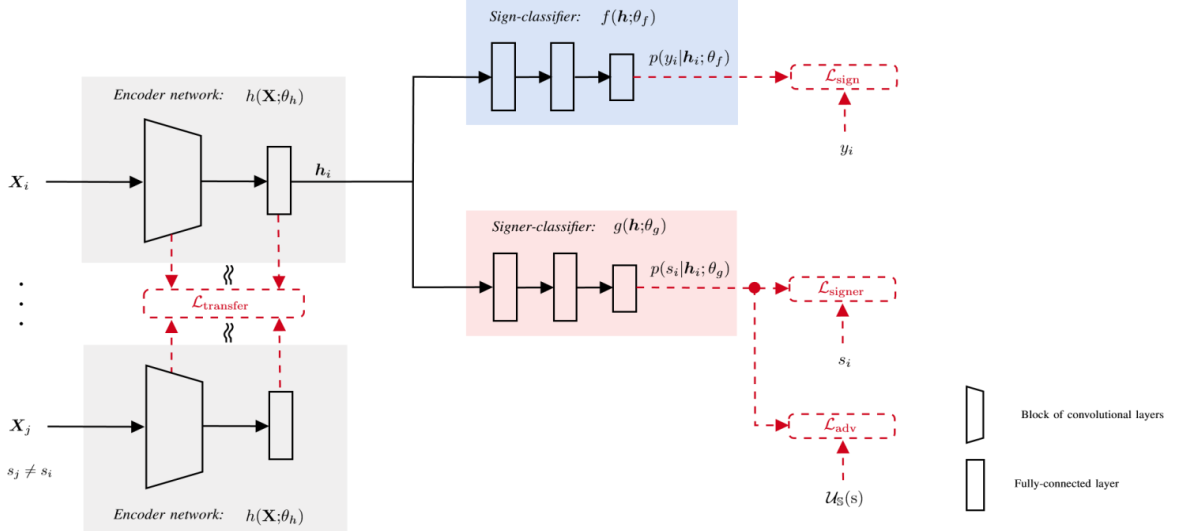 Sign-classifier: f(h;θ_f)
p(y_i|h_i; θ_f)
ℒ_sign
y_i
Encoder network: h(X;θ_h)
X_i
h_i
Signer-classifier: g(h;θ_g)
p(s_i|h_i; θ_g)
ℒ_signer
s_i
ℒ_transfer
X_j
s_j ≠ s_i
ℒ_adv
𝒰_𝕊(s)
Encoder network: h(X;θ_h)
Block of convolutional layers
Fully-connected layer